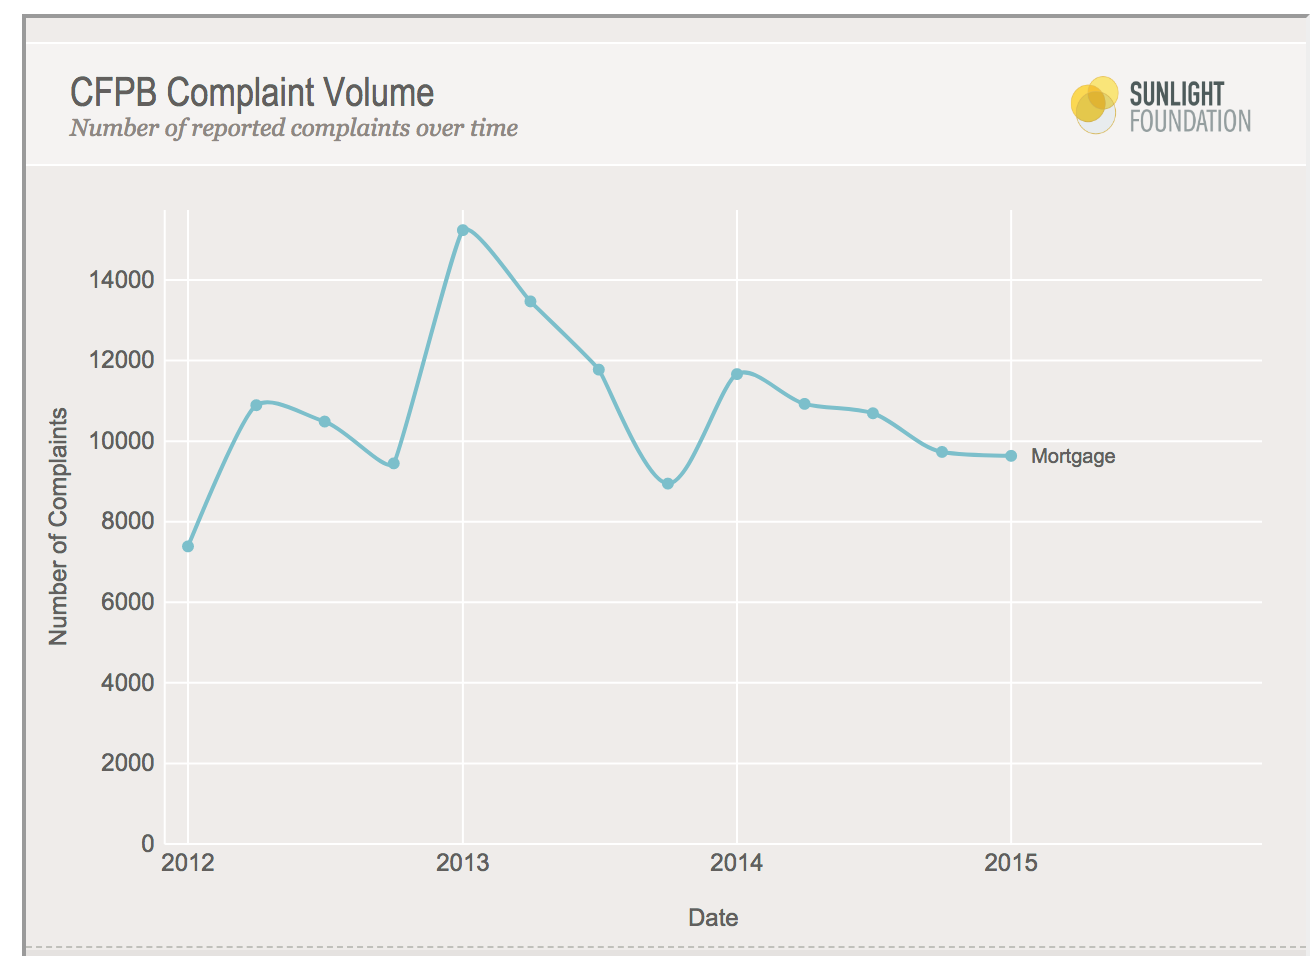 CFPB Complaint Volume
Number of reported complaints over time
SUNLIGHT
FOUNDATION
14000
12000
10000
8000
6000
4000
2000
0
Number of Complaints
Mortgage
2012
2013
2014
2015
Date